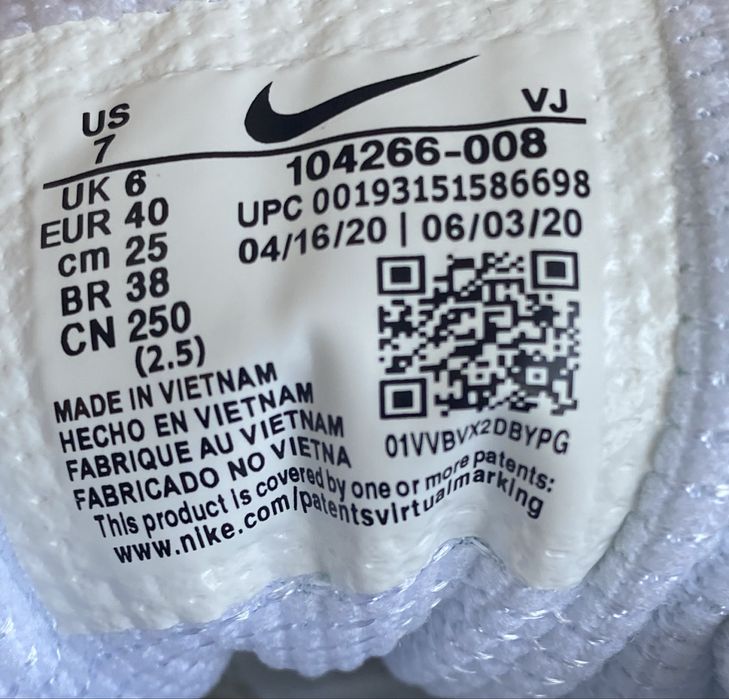 US
7
UK 6
EUR 40
cm 25
BR 38
CN 250
(2.5)
VJ
104266-008
UPC 00193151586698
04/16/20 | 06/03/20
01VVBVX2DBYPG
MADE IN VIETNAM
HECHO EN VIETNAM
FABRIQUE AU VIETNAM
FABRICADO NO VIETNA
This product is covered by one or more patents:
www.nike.com/patentsvirtualmarking